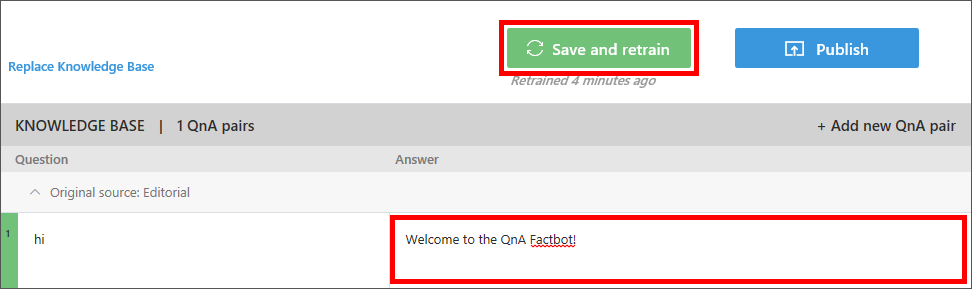 Save and retrain
Publish
Replace Knowledge Base
Retrained 4 minutes ago
KNOWLEDGE BASE | 1 QnA pairs + Add new QnA pair
Question Answer
Original source: Editorial
1 hi Welcome to the QnA Factbot!